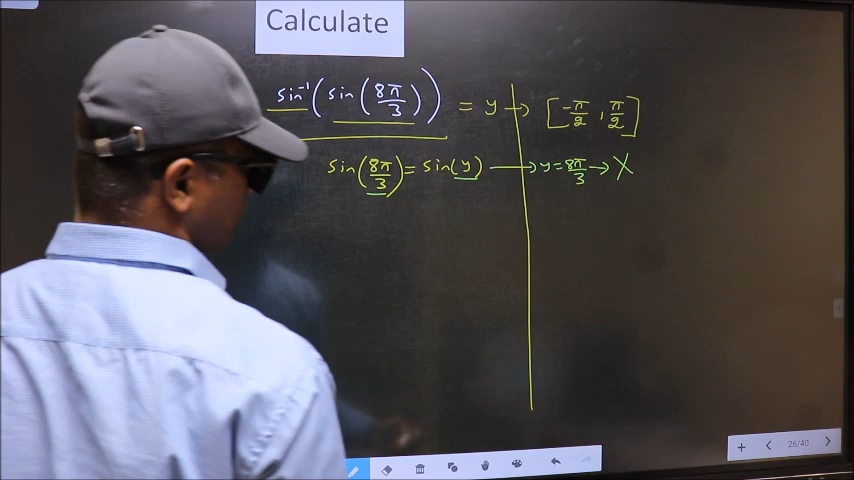 Calculate
sin⁻¹(sin(8π/3)) = y → [-π/2, π/2]
sin(8π/3) = sin(y) → y = 8π/3 → X
26/40